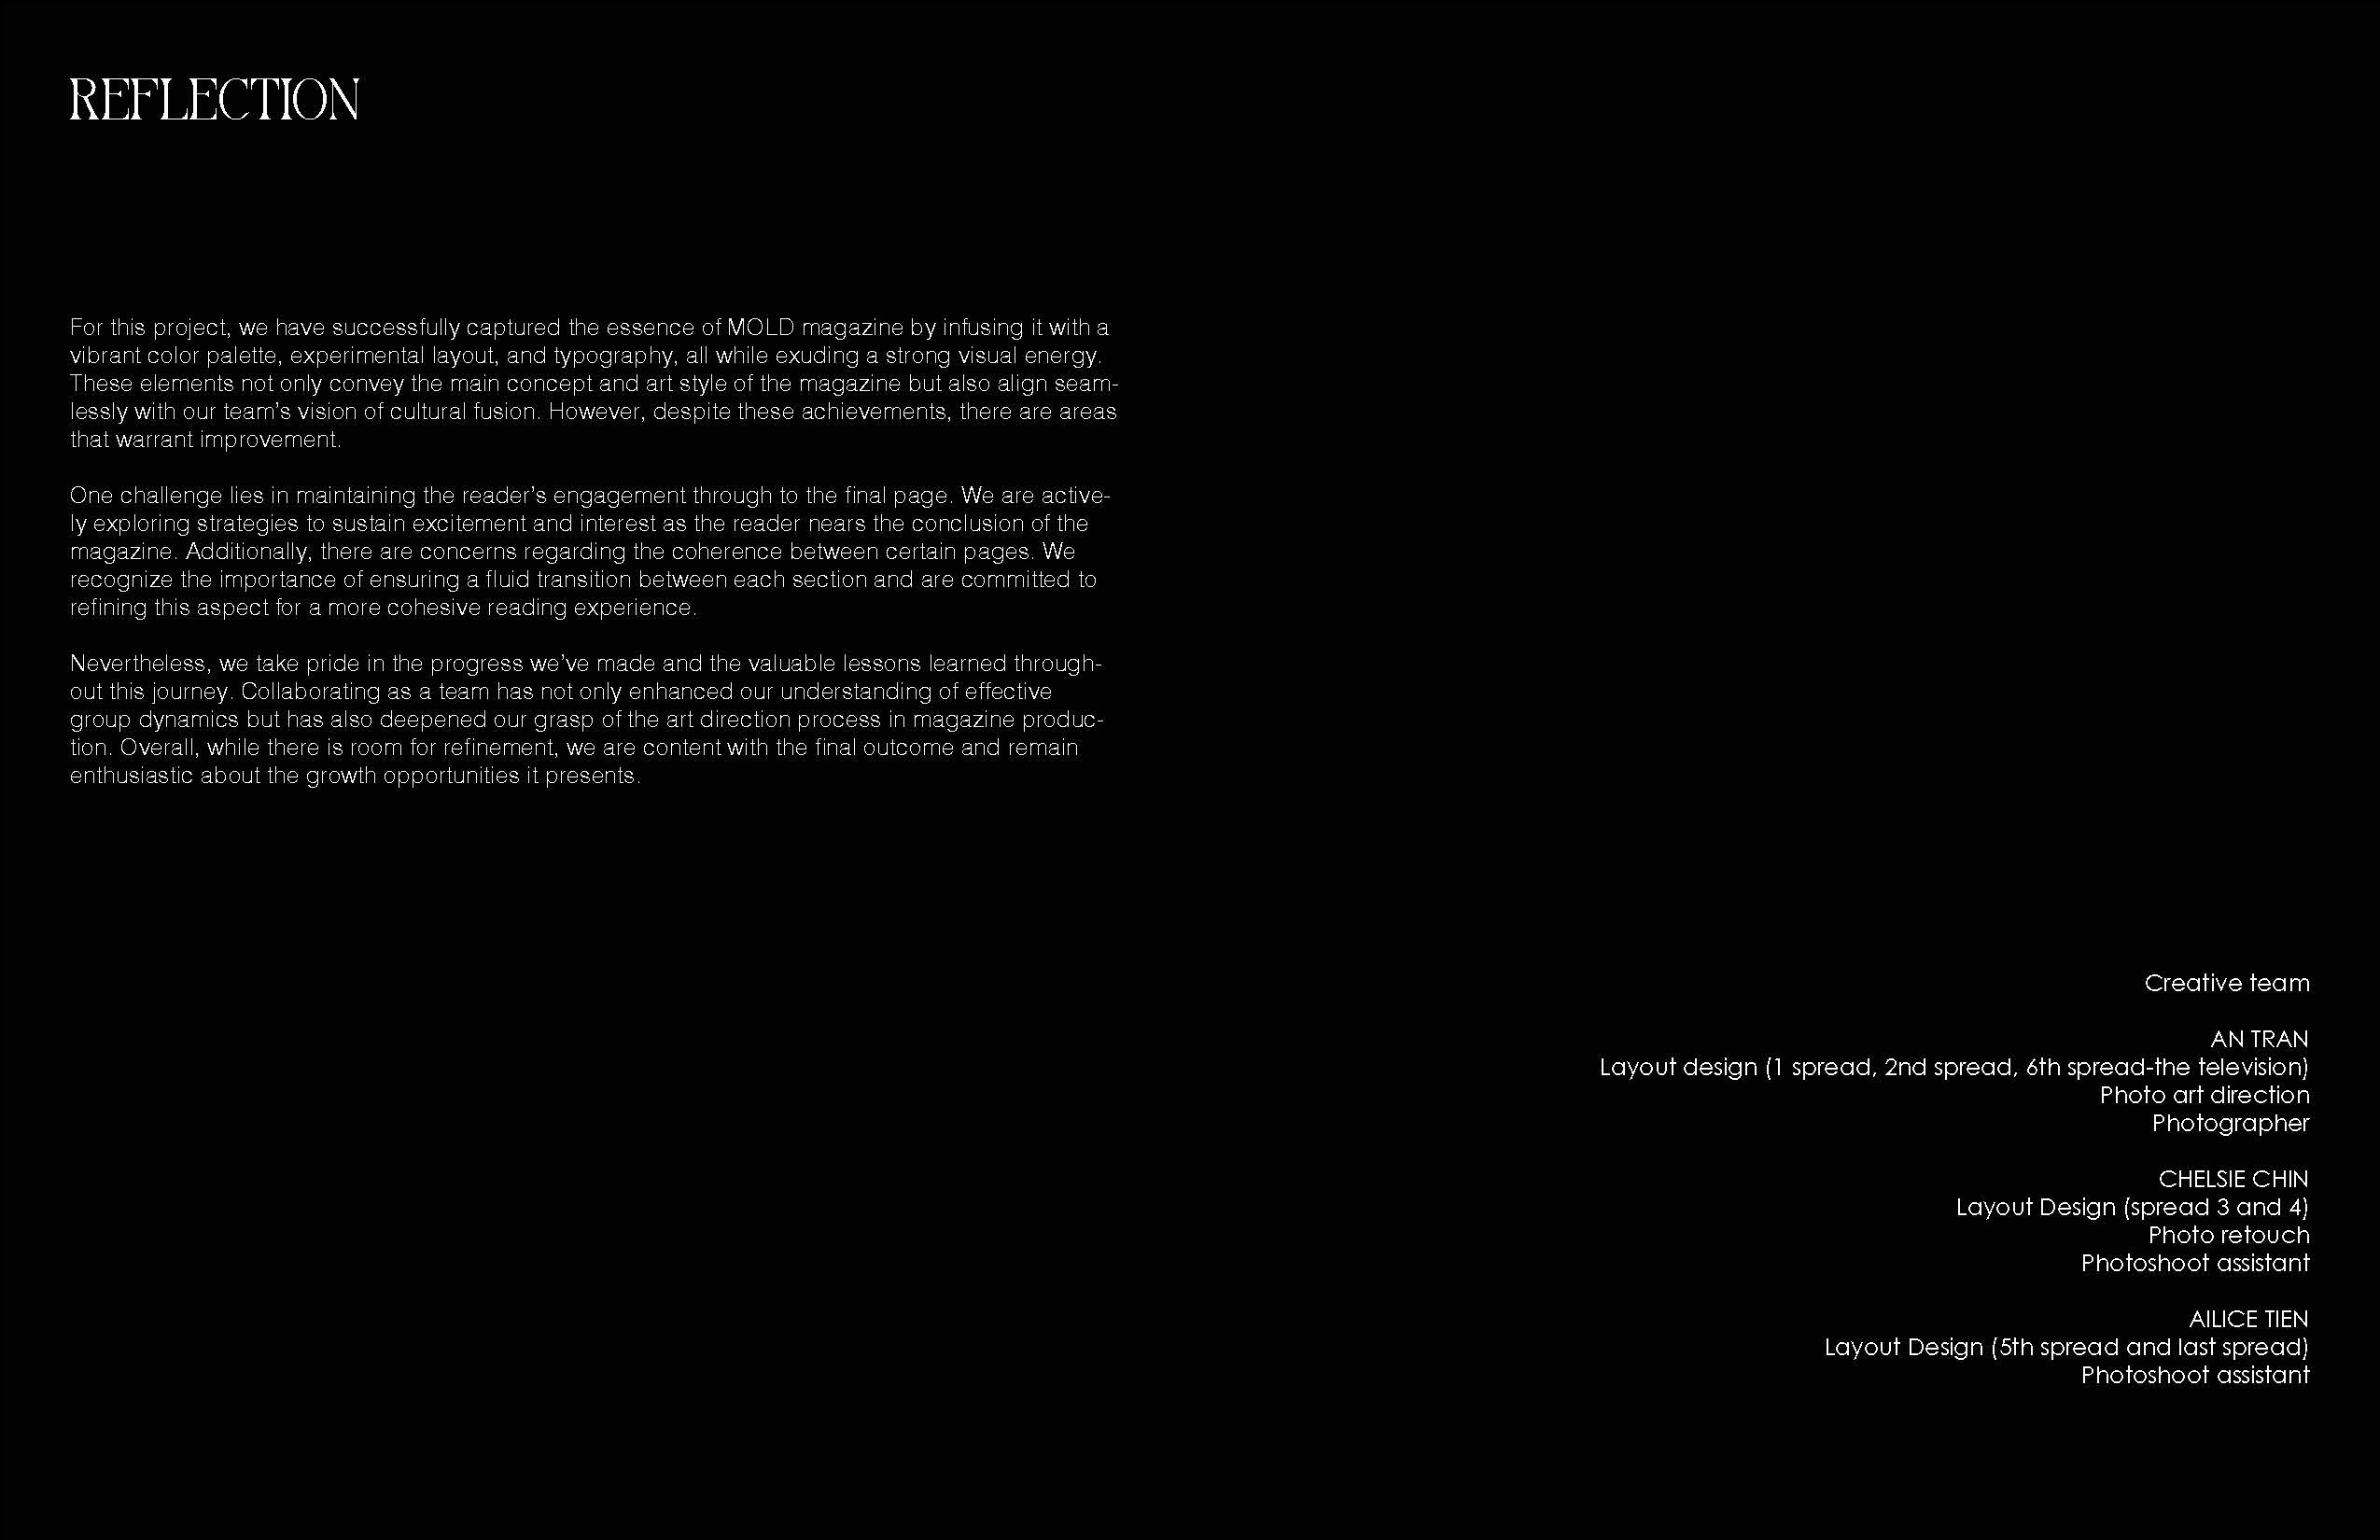 REFLECTION
For this project, we have successfully captured the essence of MOLD magazine by infusing it with a
vibrant color palette, experimental layout, and typography, all while exuding a strong visual energy.
These elements not only convey the main concept and art style of the magazine but also align seam-
lessly with our team’s vision of cultural fusion. However, despite these achievements, there are areas
that warrant improvement.
One challenge lies in maintaining the reader’s engagement through to the final page. We are active-
ly exploring strategies to sustain excitement and interest as the reader nears the conclusion of the
magazine. Additionally, there are concerns regarding the coherence between certain pages. We
recognize the importance of ensuring a fluid transition between each section and are committed to
refining this aspect for a more cohesive reading experience.
Nevertheless, we take pride in the progress we’ve made and the valuable lessons learned through-
out this journey. Collaborating as a team has not only enhanced our understanding of effective
group dynamics but has also deepened our grasp of the art direction process in magazine produc-
tion. Overall, while there is room for refinement, we are content with the final outcome and remain
enthusiastic about the growth opportunities it presents.
Creative team
AN TRAN
Layout design (1 spread, 2nd spread, 6th spread-the television)
Photo art direction
Photographer
CHELSIE CHIN
Layout Design (spread 3 and 4)
Photo retouch
Photoshoot assistant
AILICE TIEN
Layout Design (5th spread and last spread)
Photoshoot assistant